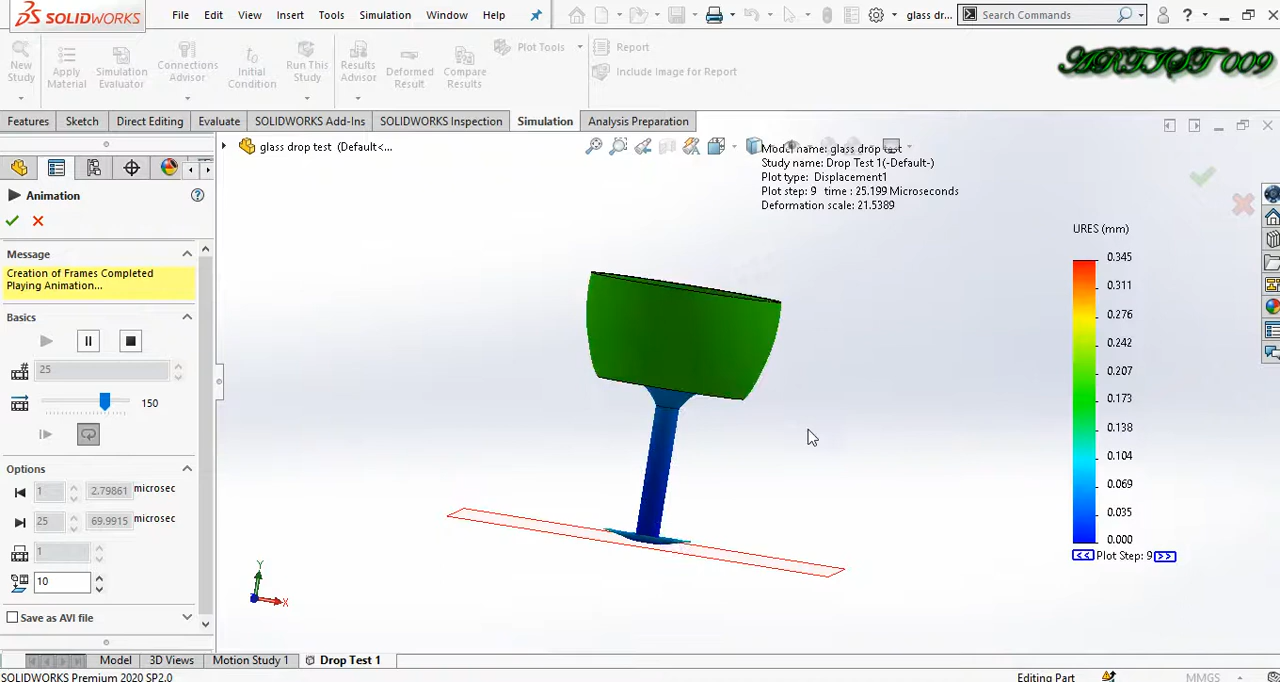 SOLIDWORKS File Edit View Insert Tools Simulation Window Help glass dr... Search Commands ?
ARTIST 009
New Study
Apply Material
Simulation Evaluator
Connections Advisor
Initial Condition
Run This Study
Results Advisor
Deformed Result
Compare Results
Plot Tools
Report
Include Image for Report
Features Sketch Direct Editing Evaluate SOLIDWORKS Add-Ins SOLIDWORKS Inspection Simulation Analysis Preparation
glass drop test (Default<...
Model name: glass drop test
Study name: Drop Test 1(-Default-)
Plot type: Displacement1
Plot step: 9 time : 25.199 Microseconds
Deformation scale: 21.5389
Animation
Message
Creation of Frames Completed
Playing Animation...
Basics
25
150
Options
1 2.79861 microsec
25 69.9915 microsec
1
10
Save as AVI file
URES (mm)
0.345
0.311
0.276
0.242
0.207
0.173
0.138
0.104
0.069
0.035
0.000
<< Plot Step: 9 >>
Y
X
Model 3D Views Motion Study 1 Drop Test 1
SOLIDWORKS Premium 2020 SP2.0 Editing Part MMGS